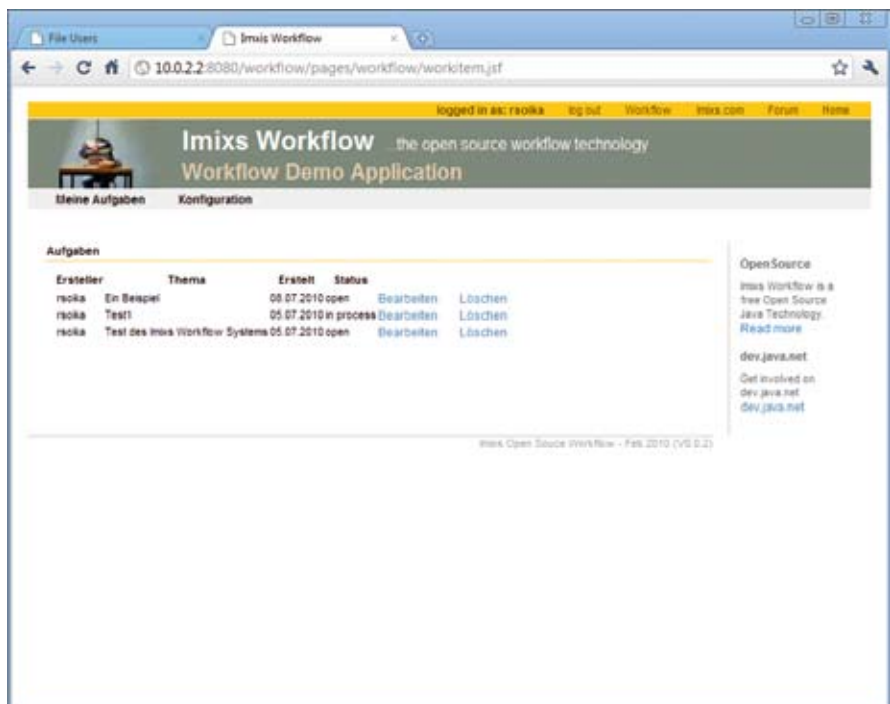 File Users
Imixs Workflow
10.0.2.2:8080/workflow/pages/workflow/workitem.jsf
logged in as: rsoika log out Workflow Imixs.com Forum Home
Imixs Workflow ...the open source workflow technology
Workflow Demo Application
Meine Aufgaben Konfiguration
Aufgaben
Ersteller Thema Erstellt Status
rsoika Ein Beispiel 08.07.2010 open Bearbeiten Löschen
rsoika Test1 05.07.2010 in process Bearbeiten Löschen
rsoika Test des Imixs Workflow Systems 05.07.2010 open Bearbeiten Löschen
OpenSource
Imixs Workflow is a
free Open Source
Java Technology.
Read more
dev.java.net
Get involved on
dev.java.net
dev.java.net
Imixs Open Souce Workflow - Feb 2010 (V0.0.2)